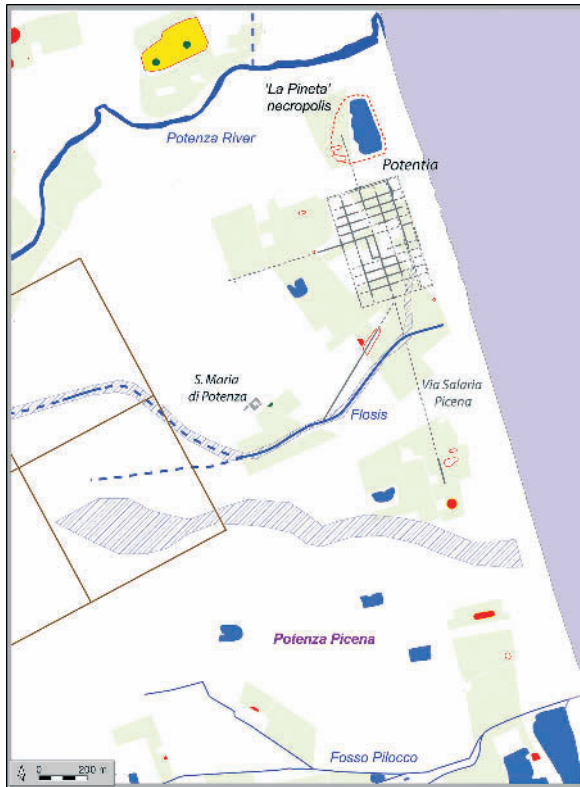 'La Pineta'
necropolis
Potenza River
Potentia
S. Maria
di Potenza
Via Salaria
Picena
Flosis
Potenza Picena
Fosso Pilocco
0 200 m